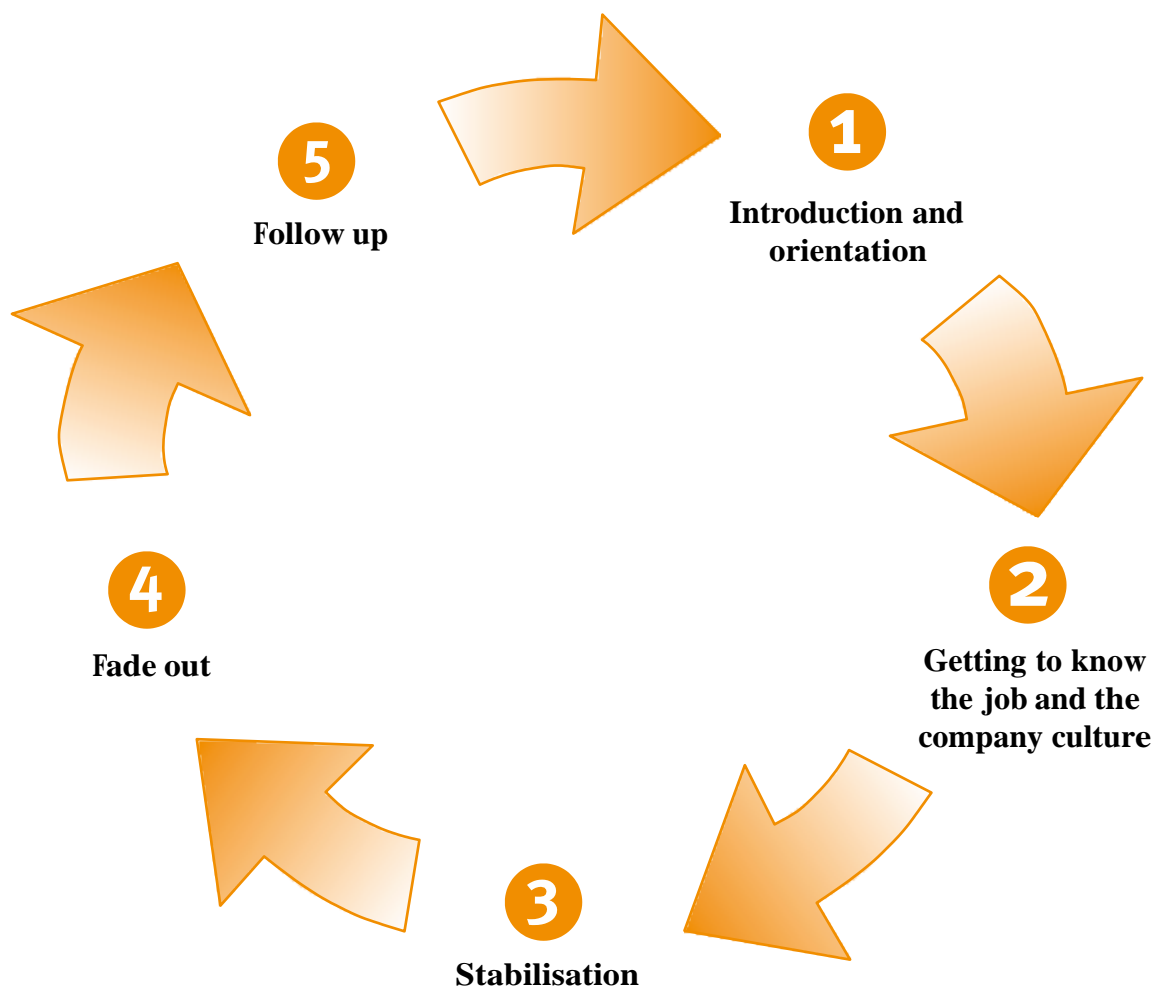 1
Introduction and
orientation
2
Getting to know
the job and the
company culture
3
Stabilisation
4
Fade out
5
Follow up